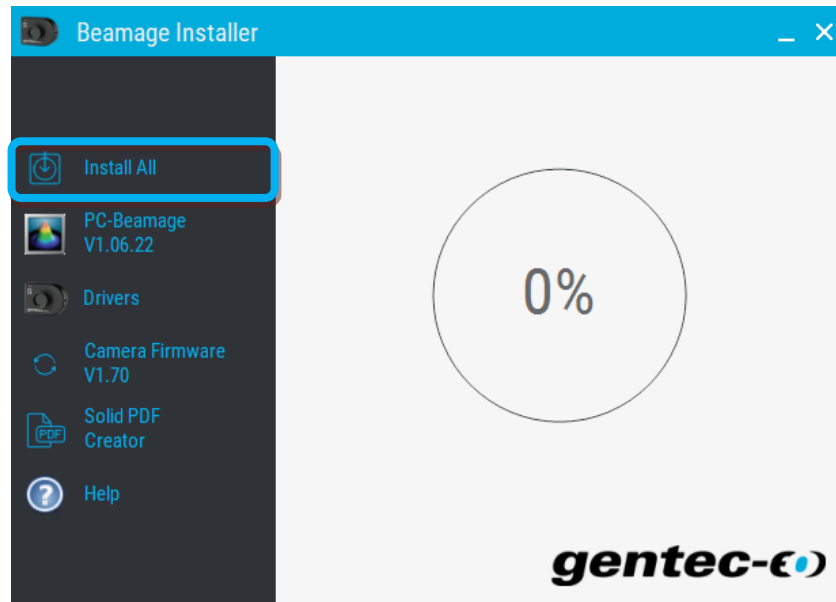 Beamage Installer
Install All
PC-Beamage
V1.06.22
Drivers
Camera Firmware
V1.70
Solid PDF
Creator
Help
0%
gentec-eo